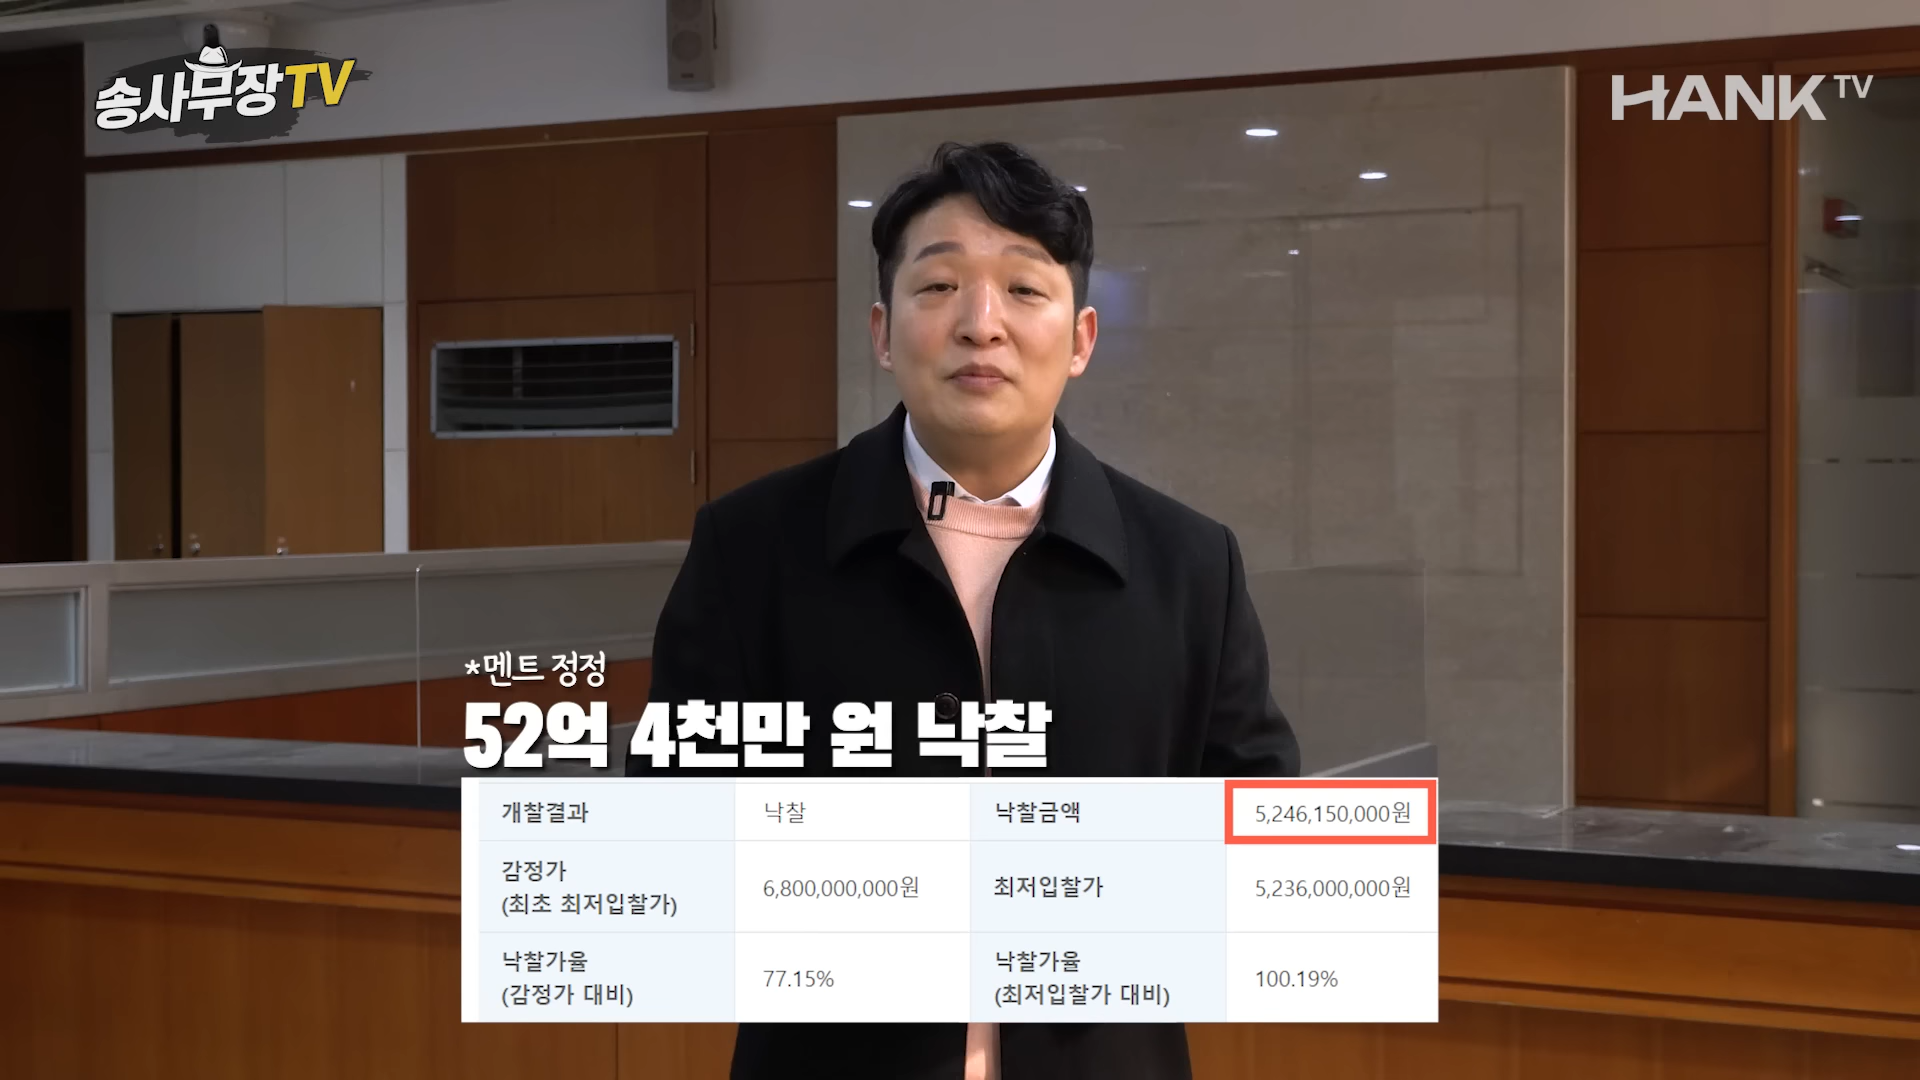 송사무장TV
HANK TV
*멘트 정정
52억 4천만 원 낙찰
개찰결과 낙찰 낙찰금액 5,246,150,000원
감정가
(최초 최저입찰가) 6,800,000,000원 최저입찰가 5,236,000,000원
낙찰가율
(감정가 대비) 77.15% 낙찰가율
(최저입찰가 대비) 100.19%